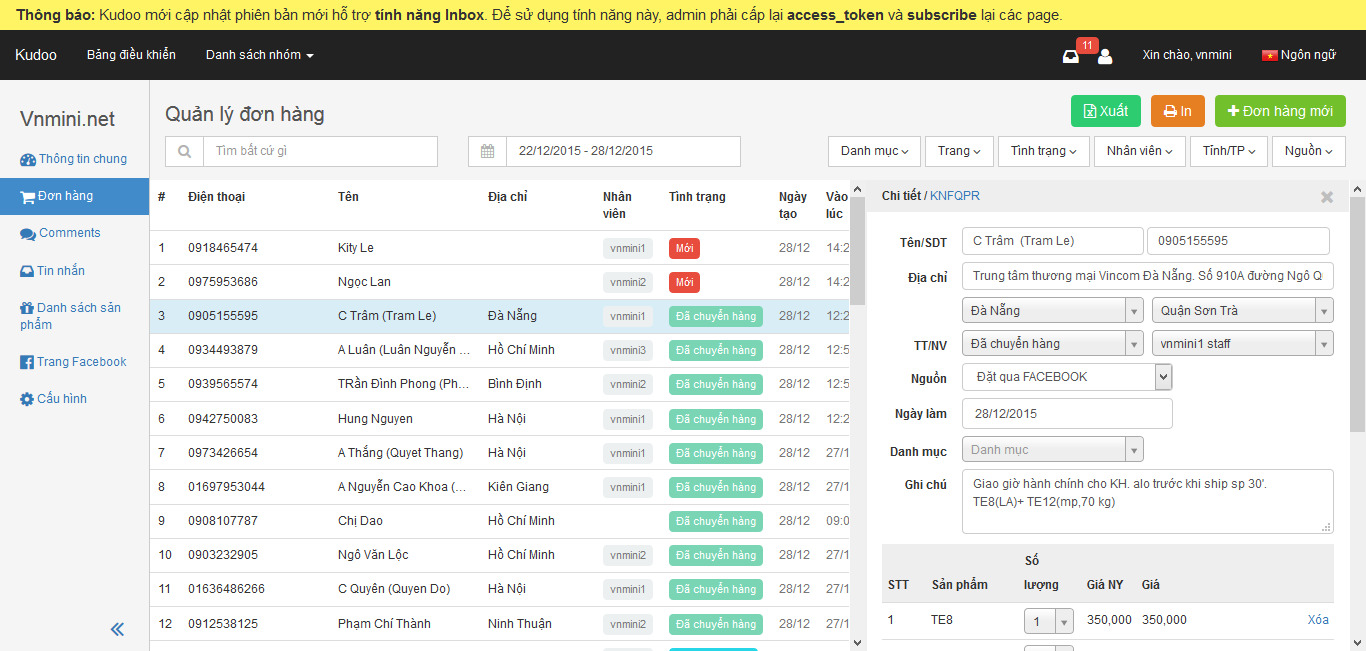 Thông báo: Kudoo mới cập nhật phiên bản mới hỗ trợ tính năng Inbox. Để sử dụng tính năng này, admin phải cấp lại access_token và subscribe lại các page.
Kudoo Bảng điều khiển Danh sách nhóm 11 Xin chào, vnmini Ngôn ngữ
Vnmini.net
Thông tin chung
Đơn hàng
Comments
Tin nhắn
Danh sách sản
phẩm
Trang Facebook
Cấu hình
Quản lý đơn hàng Xuất In Đơn hàng mới
Tìm bất cứ gì 22/12/2015 - 28/12/2015 Danh mục Trang Tình trạng Nhân viên Tỉnh/TP Nguồn
# Điện thoại Tên Địa chỉ Nhân Tình trạng Ngày Vào
viên tạo lúc
1 0918465474 Kity Le vnmini1 Mới 28/12 14:2
2 0975953686 Ngọc Lan vnmini2 Mới 28/12 14:2
3 0905155595 C Trâm (Tram Le) Đà Nẵng vnmini1 Đã chuyển hàng 28/12 12:2
4 0934493879 A Luân (Luân Nguyễn ... Hồ Chí Minh vnmini3 Đã chuyển hàng 28/12 12:5
5 0939565574 TRần Đình Phong (Ph... Bình Định vnmini2 Đã chuyển hàng 28/12 12:5
6 0942750083 Hung Nguyen Hà Nội vnmini1 Đã chuyển hàng 28/12 12:2
7 0973426654 A Thắng (Quyet Thang) Hà Nội vnmini1 Đã chuyển hàng 28/12 27/1
8 01697953044 A Nguyễn Cao Khoa (... Kiên Giang vnmini1 Đã chuyển hàng 28/12 27/1
9 0908107787 Chị Dao Hồ Chí Minh Đã chuyển hàng 28/12 09:0
10 0903232905 Ngô Văn Lộc Hồ Chí Minh vnmini2 Đã chuyển hàng 28/12 27/1
11 01636486266 C Quyên (Quyen Do) Hà Nội vnmini1 Đã chuyển hàng 28/12 27/1
12 0912538125 Phạm Chí Thành Ninh Thuận vnmini2 Đã chuyển hàng 28/12 27/1
Chi tiết / KNFQPR
Tên/SDT C Trâm (Tram Le) 0905155595
Địa chỉ Trung tâm thương mại Vincom Đà Nẵng. Số 910A đường Ngô Q
Đà Nẵng Quận Sơn Trà
TT/NV Đã chuyển hàng vnmini1 staff
Nguồn Đặt qua FACEBOOK
Ngày làm 28/12/2015
Danh mục Danh mục
Ghi chú Giao giờ hành chính cho KH. alo trước khi ship sp 30'.
TE8(LA)+ TE12(mp,70 kg)
Số
STT Sản phẩm lượng Giá NY Giá
1 TE8 1 350,000 350,000 Xóa